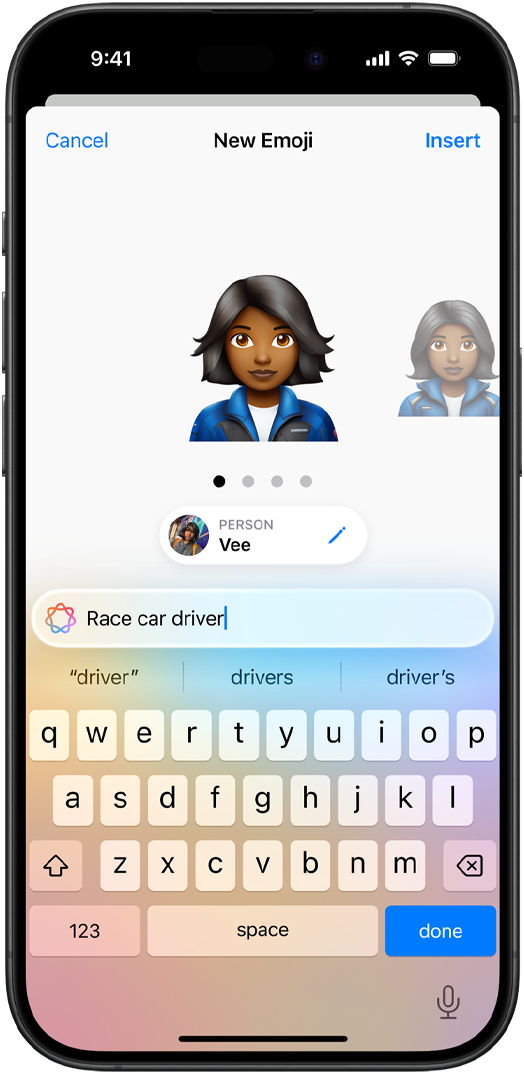 9:41
Cancel New Emoji Insert
PERSON
Vee
Race car driver
“driver” drivers driver’s
q w e r t y u i o p
a s d f g h j k l
z x c v b n m
123 space done